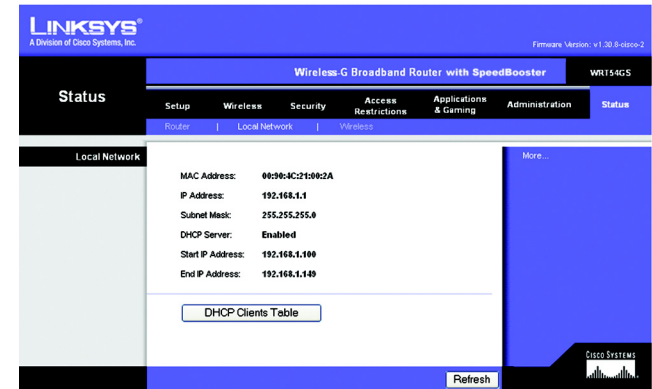 LINKSYS®
A Division of Cisco Systems, Inc.
Firmware Version: v1.30.8-cisco-2
Wireless-G Broadband Router with SpeedBooster WRT54GS
Status
Setup Wireless Security Access Restrictions Applications & Gaming Administration Status
Router | Local Network | Wireless
Local Network
More...
MAC Address: 00:90:4C:21:00:2A
IP Address: 192.168.1.1
Subnet Mask: 255.255.255.0
DHCP Server: Enabled
Start IP Address: 192.168.1.100
End IP Address: 192.168.1.149
DHCP Clients Table
Refresh
CISCO SYSTEMS